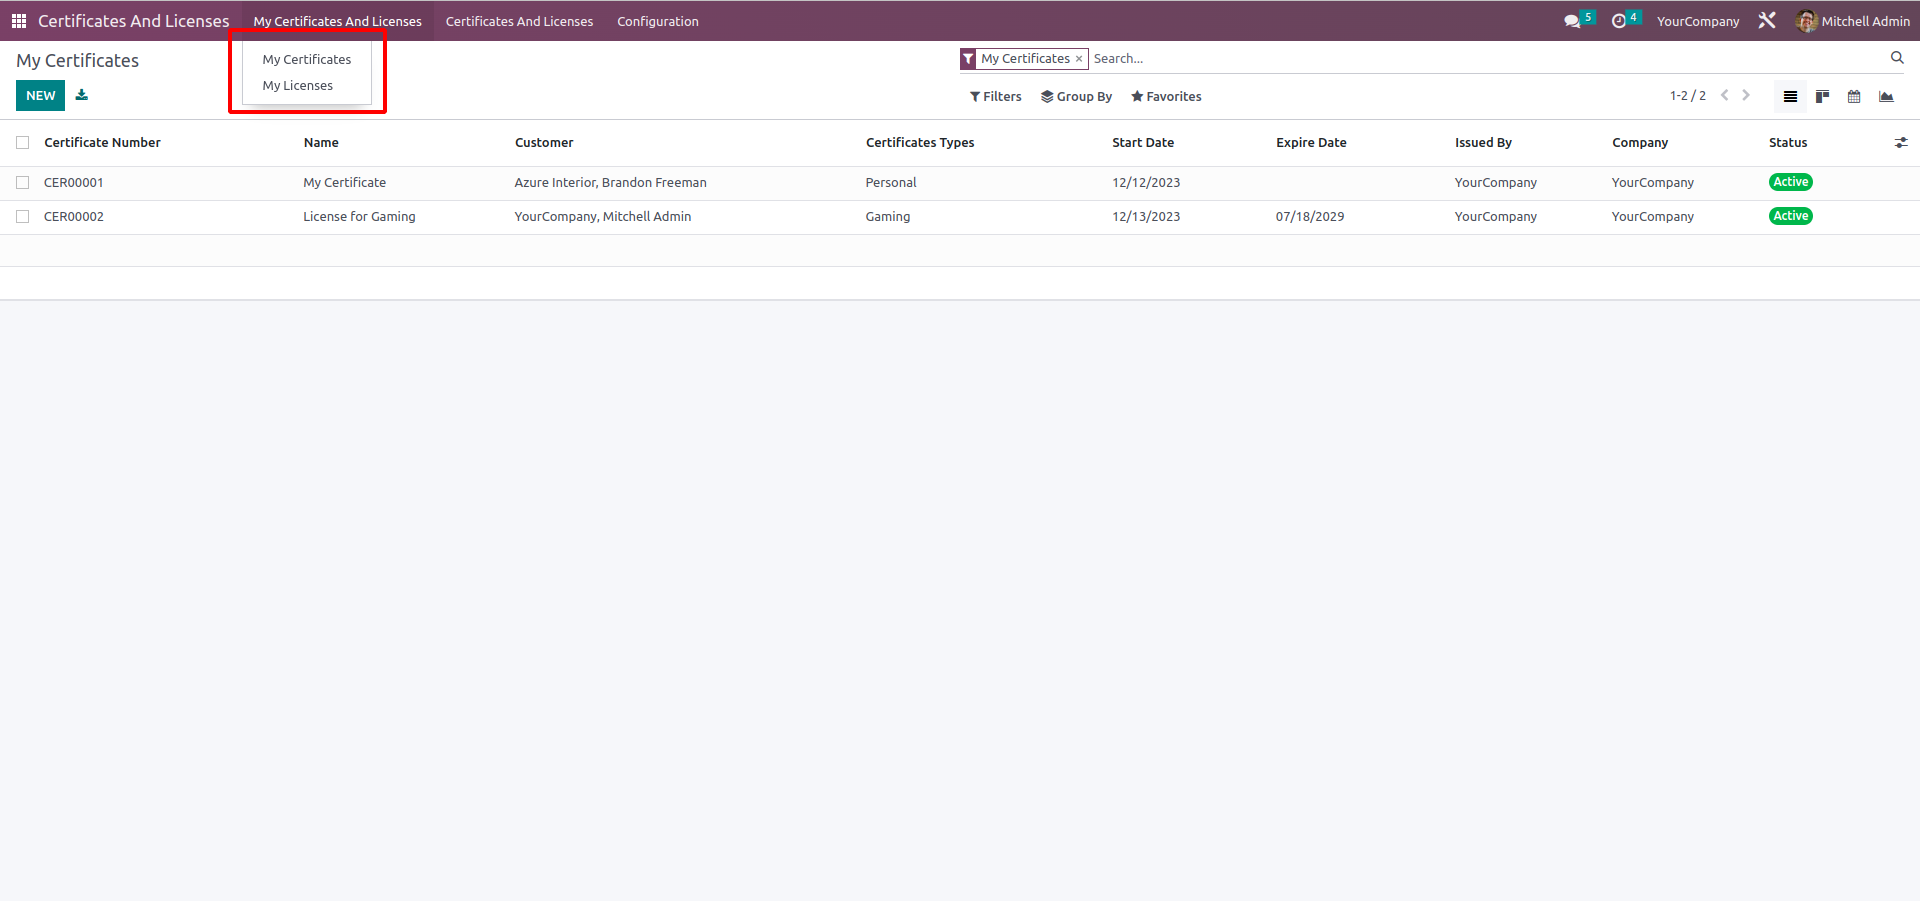 Certificates And Licenses My Certificates And Licenses Certificates And Licenses Configuration 5 4 YourCompany Mitchell Admin
My Certificates
My Certificates
My Licenses
My Certificates × Search...
NEW
Filters Group By Favorites 1-2 / 2
Certificate Number Name Customer Certificates Types Start Date Expire Date Issued By Company Status
CER00001 My Certificate Azure Interior, Brandon Freeman Personal 12/12/2023 YourCompany YourCompany Active
CER00002 License for Gaming YourCompany, Mitchell Admin Gaming 12/13/2023 07/18/2029 YourCompany YourCompany Active